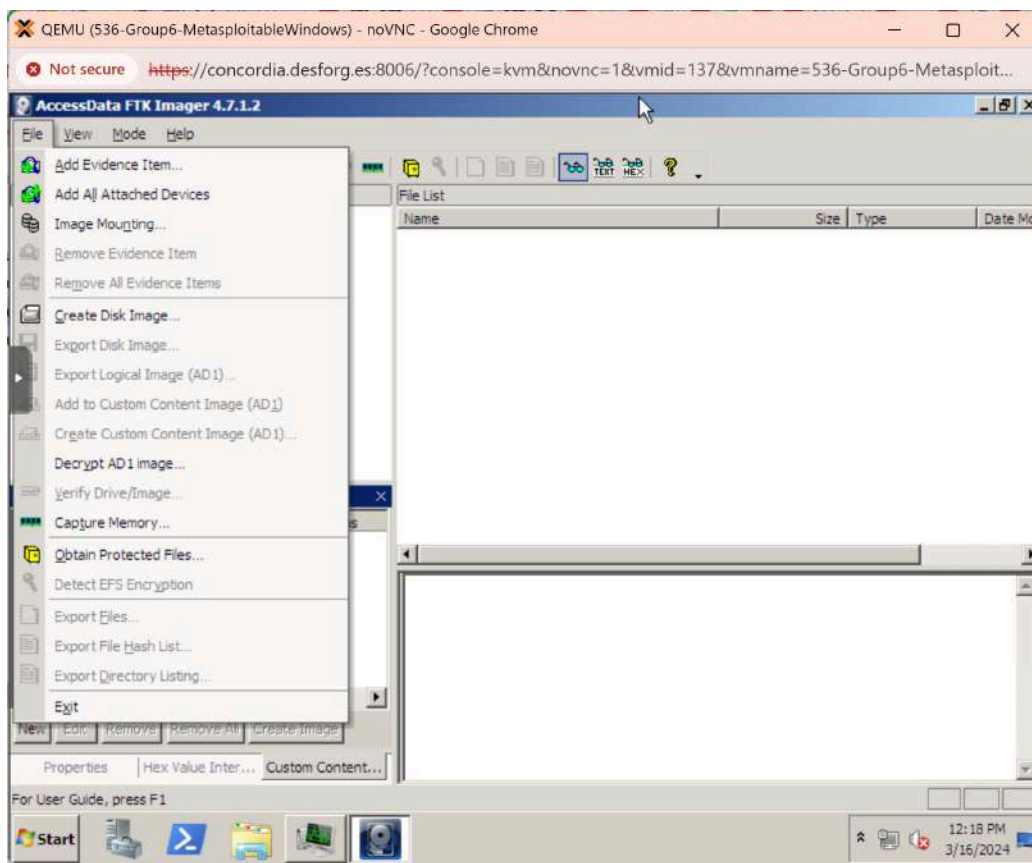 QEMU (536-Group6-MetasploitableWindows) - noVNC - Google Chrome
Not secure https://concordia.desforg.es:8006/?console=kvm&novnc=1&vmid=137&vmname=536-Group6-Metasploit...
AccessData FTK Imager 4.7.1.2
File View Mode Help
Add Evidence Item...
Add All Attached Devices
Image Mounting...
Remove Evidence Item
Remove All Evidence Items
Create Disk Image...
Export Disk Image...
Export Logical Image (AD1)...
Add to Custom Content Image (AD1)
Create Custom Content Image (AD1)...
Decrypt AD1 image...
Verify Drive/Image...
Capture Memory...
Obtain Protected Files...
Detect EFS Encryption
Export Files...
Export File Hash List...
Export Directory Listing...
Exit
TEXT HEX
File List
Name Size Type Date Mo
New Edit Remove Remove All Create Image
Properties Hex Value Inter... Custom Content...
For User Guide, press F1
Start
12:18 PM
3/16/2024